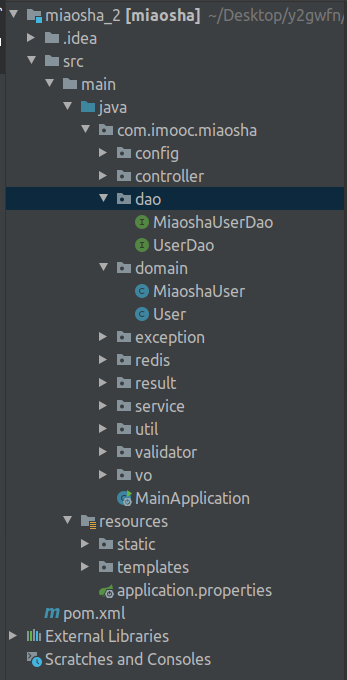 miaosha_2 [miaosha] ~/Desktop/y2gwfn/
.idea
src
main
java
com.imooc.miaosha
config
controller
dao
MiaoshaUserDao
UserDao
domain
MiaoshaUser
User
exception
redis
result
service
util
validator
vo
MainApplication
resources
static
templates
application.properties
pom.xml
External Libraries
Scratches and Consoles